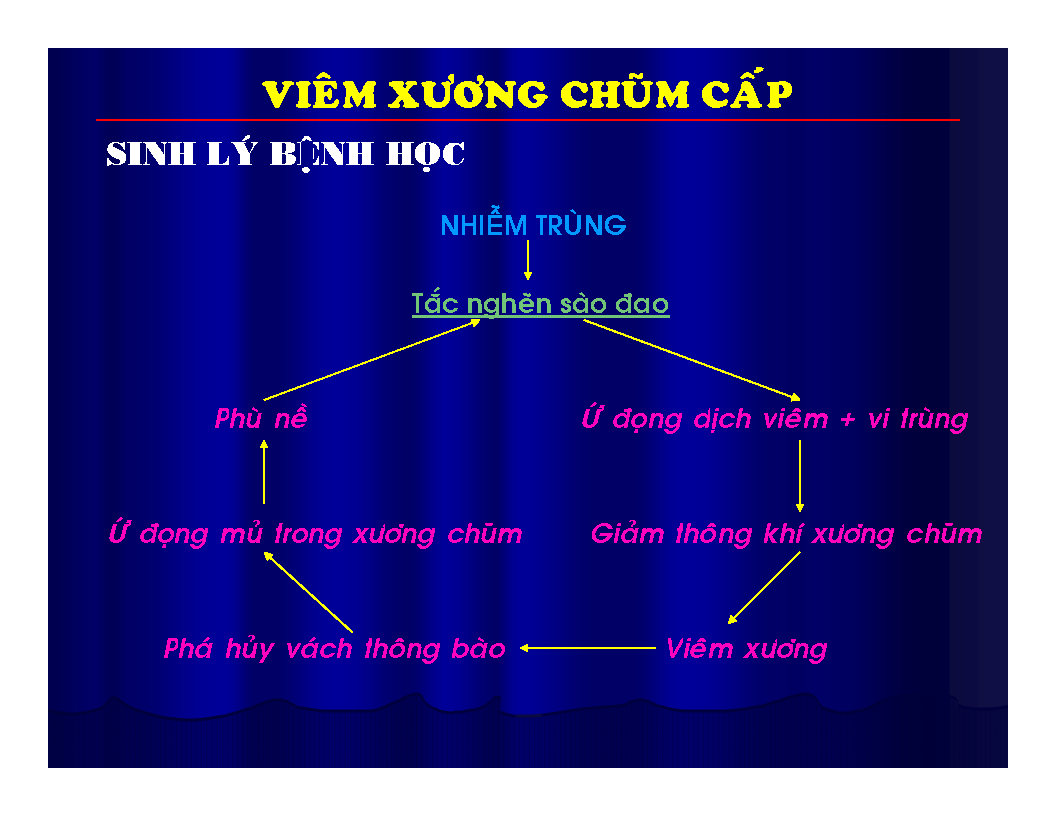 VIÊM XƯƠNG CHŨM CẤP
SINH LÝ BỆNH HỌC
NHIỄM TRÙNG
Tắc nghẽn sào đạo
Phù nề
Ứ đọng dịch viêm + vi trùng
Ứ đọng mủ trong xương chũm
Giảm thông khí xương chũm
Phá hủy vách thông bào
Viêm xương